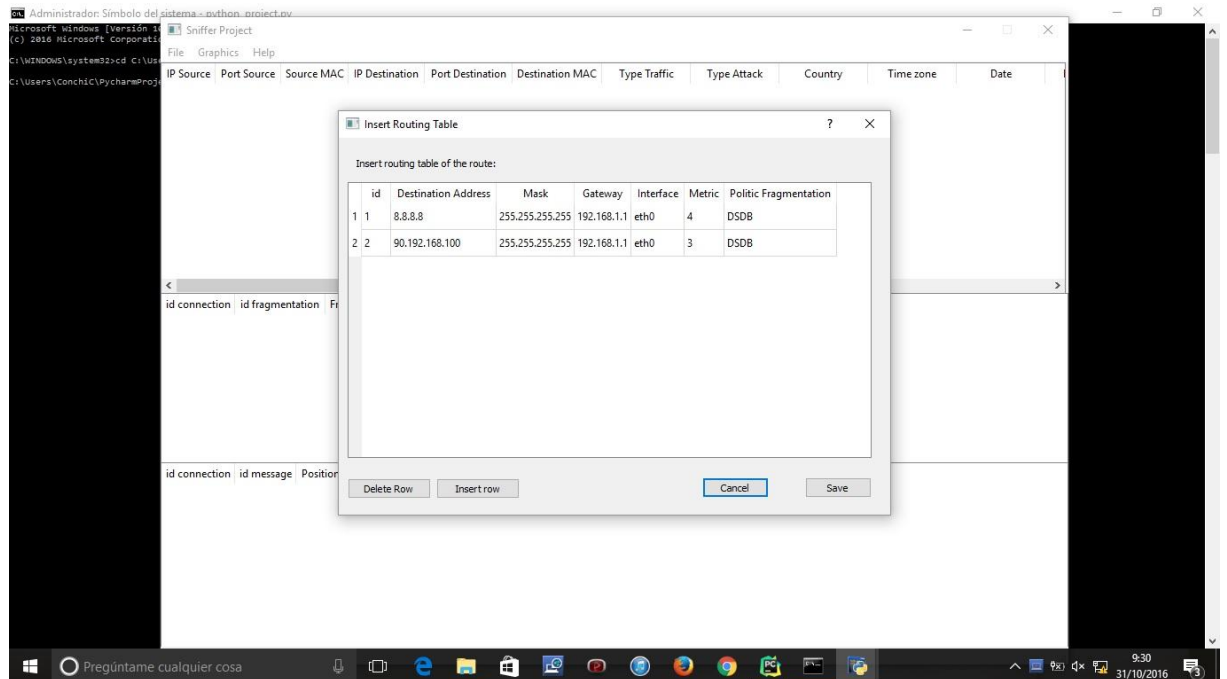 Administrador: Símbolo del sistema - python project.py
Microsoft Windows [Versión 1
(c) 2016 Microsoft Corporatio
C:\WINDOWS\system32>cd C:\Use
C:\Users\ConchiC\PycharmProje
Sniffer Project
File Graphics Help
IP Source Port Source Source MAC IP Destination Port Destination Destination MAC Type Traffic Type Attack Country Time zone Date
Insert Routing Table
Insert routing table of the route:
id Destination Address Mask Gateway Interface Metric Politic Fragmentation
1 1 8.8.8.8 255.255.255.255 192.168.1.1 eth0 4 DSDB
2 2 90.192.168.100 255.255.255.255 192.168.1.1 eth0 3 DSDB
Delete Row Insert row Cancel Save
id connection id fragmentation Fr
id connection id message Position
Pregúntame cualquier cosa
9:30
31/10/2016
3